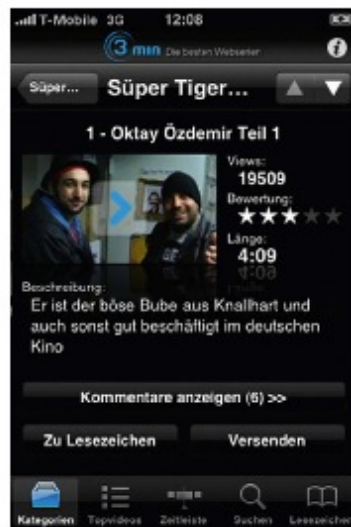 T-Mobile 3G 12:08
3min Die besten Webserien
Süper... Süper Tiger...
1 - Oktay Özdemir Teil 1
Views:
19509
Bewertung:
Länge:
4:09
Beschreibung:
Er ist der böse Bube aus Knallhart und
auch sonst gut beschäftigt im deutschen
Kino
Kommentare anzeigen (6) >>
Zu Lesezeichen Versenden
Kategorien Topvideos Zeitleiste Suchen Lesezeichen